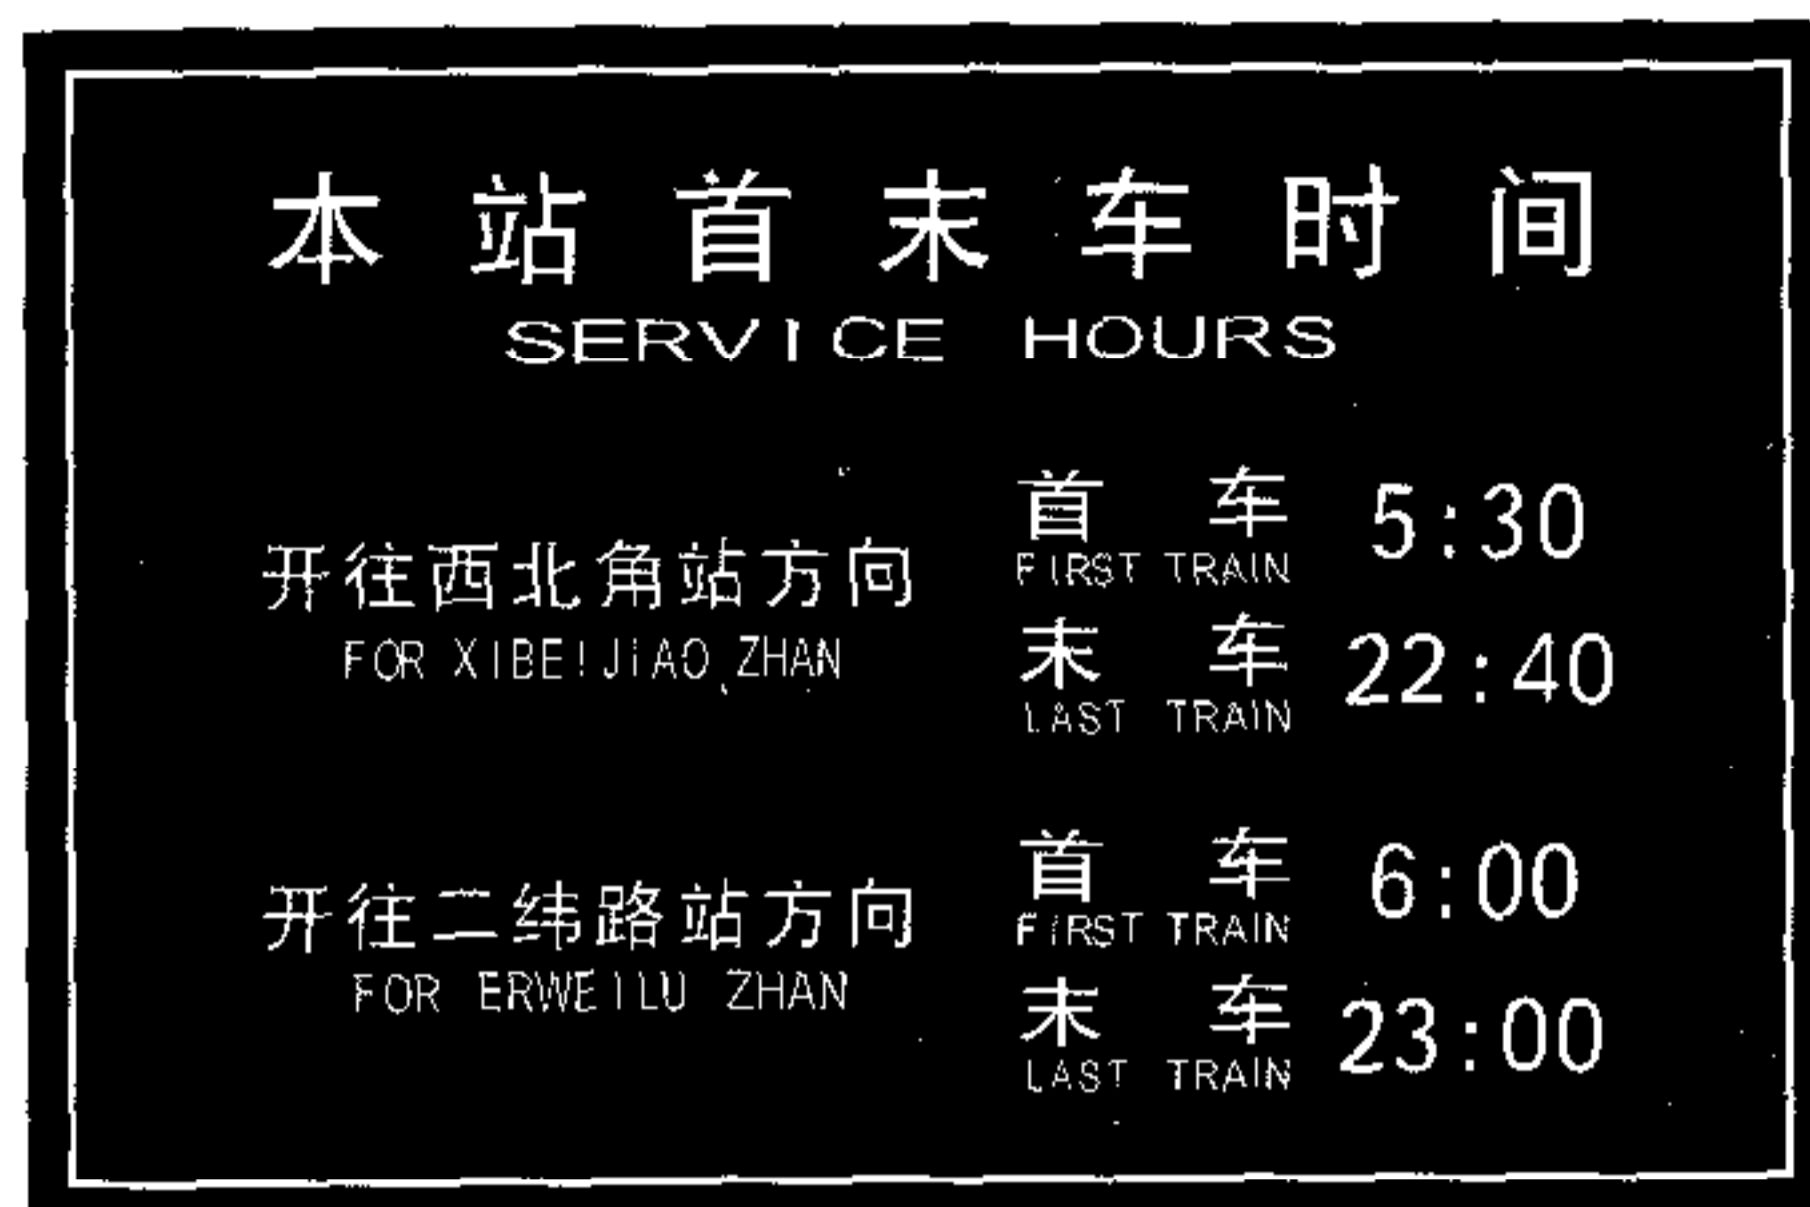 本站首末车时间
SERVICE HOURS
开往西北角站方向
FOR XIBEIJIAO ZHAN
首车 5:30
FIRST TRAIN
末车 22:40
LAST TRAIN
开往二纬路站方向
FOR ERWEILU ZHAN
首车 6:00
FIRST TRAIN
末车 23:00
LAST TRAIN